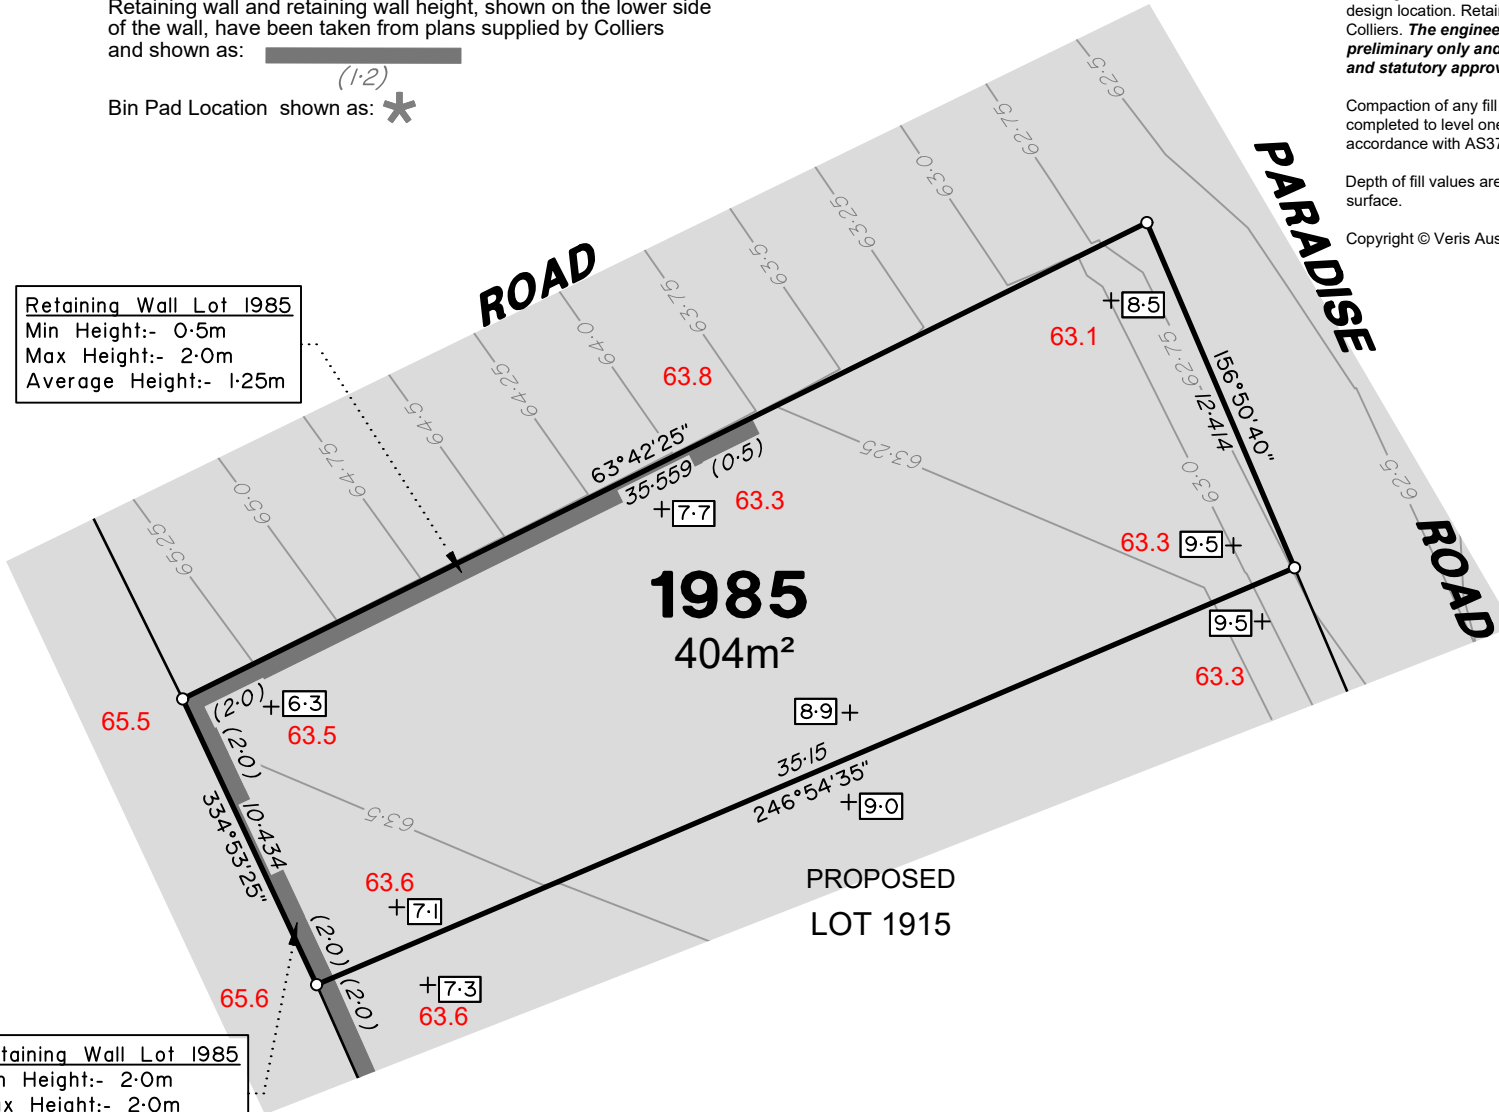 Retaining wall and retaining wall height, shown on the lower side
of the wall, have been taken from plans supplied by Colliers
and shown as:
(1·2)
Bin Pad Location shown as:
design location. Retain
Colliers. The enginee
preliminary only and
and statutory approv
Compaction of any fill
completed to level one
accordance with AS37
Depth of fill values are
surface.
Copyright © Veris Aus
PARADISE
ROAD
ROAD
Retaining Wall Lot 1985
Min Height:- 0·5m
Max Height:- 2·0m
Average Height:- 1·25m
62·5
62·75
63·0
63·25
63·5
63·75
64·0
64·25
64·5
64·75
65·0
65·25
63.8
63.1
8·5
63°42'25"
35·559
(0·5)
63.3
7·7
63·25
62·75
63·0
156°50'40"
12·414
62·5
63.3
9·5
9·5
63.3
1985
404m²
65.5
(2·0)
6·3
63.5
(2·0)
10·434
334°53'25"
63·5
8·9
35·15
246°54'35"
9·0
PROPOSED
LOT 1915
63.6
7·1
(2·0)
(2·0)
65.6
7·3
63.6
taining Wall Lot 1985
n Height:- 2·0m
ax Height:- 2·0m